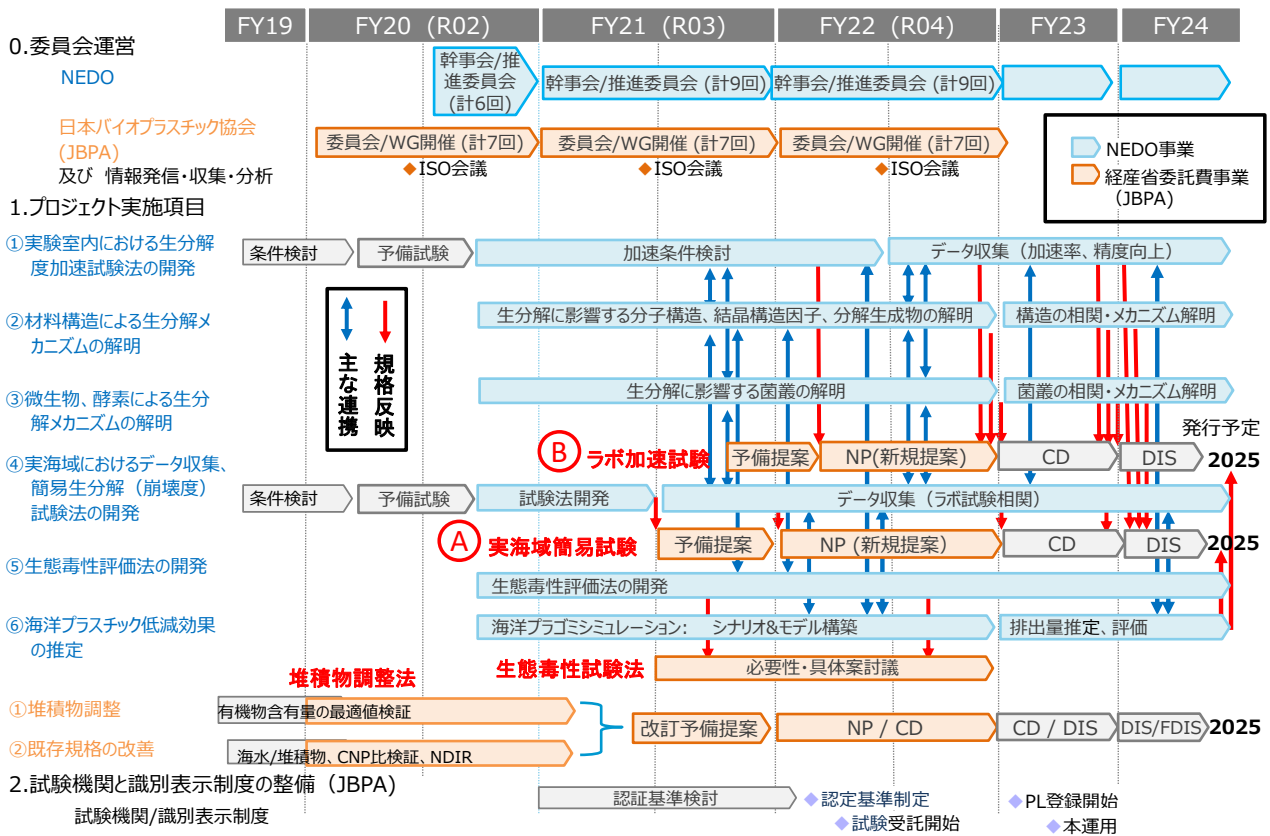 FY19 FY20 (R02) FY21 (R03) FY22 (R04) FY23 FY24
0.委員会運営
NEDO
幹事会/推
進委員会
(計6回)
幹事会/推進委員会 (計9回)
幹事会/推進委員会 (計9回)
日本バイオプラスチック協会
(JBPA)
及び 情報発信・収集・分析
委員会/WG開催 (計7回)
委員会/WG開催 (計7回)
委員会/WG開催 (計7回)
◆ISO会議
◆ISO会議
◆ISO会議
NEDO事業
経産省委託費事業
(JBPA)
1.プロジェクト実施項目
①実験室内における生分解
度加速試験法の開発
条件検討
予備試験
加速条件検討
データ収集（加速率、精度向上）
主な連携
規格反映
②材料構造による生分解メ
カニズムの解明
生分解に影響する分子構造、結晶構造因子、分解生成物の解明
構造の相関・メカニズム解明
③微生物、酵素による生分
解メカニズムの解明
生分解に影響する菌叢の解明
菌叢の相関・メカニズム解明
発行予定
Ⓑ ラボ加速試験
予備提案
NP(新規提案)
CD
DIS
2025
④実海域におけるデータ収集、
簡易生分解（崩壊度）
試験法の開発
条件検討
予備試験
試験法開発
データ収集（ラボ試験相関）
Ⓐ 実海域簡易試験
予備提案
NP (新規提案)
CD
DIS
2025
⑤生態毒性評価法の開発
生態毒性評価法の開発
⑥海洋プラスチック低減効果
の推定
海洋プラゴミシミュレーション: シナリオ&モデル構築
排出量推定、評価
生態毒性試験法
必要性・具体案討議
堆積物調整法
①堆積物調整
有機物含有量の最適値検証
改訂予備提案
NP / CD
CD / DIS
DIS/FDIS
2025
②既存規格の改善
海水/堆積物、CNP比検証、NDIR
2.試験機関と識別表示制度の整備（JBPA）
試験機関/識別表示制度
認証基準検討
◆認定基準制定
◆試験受託開始
◆PL登録開始
◆本運用